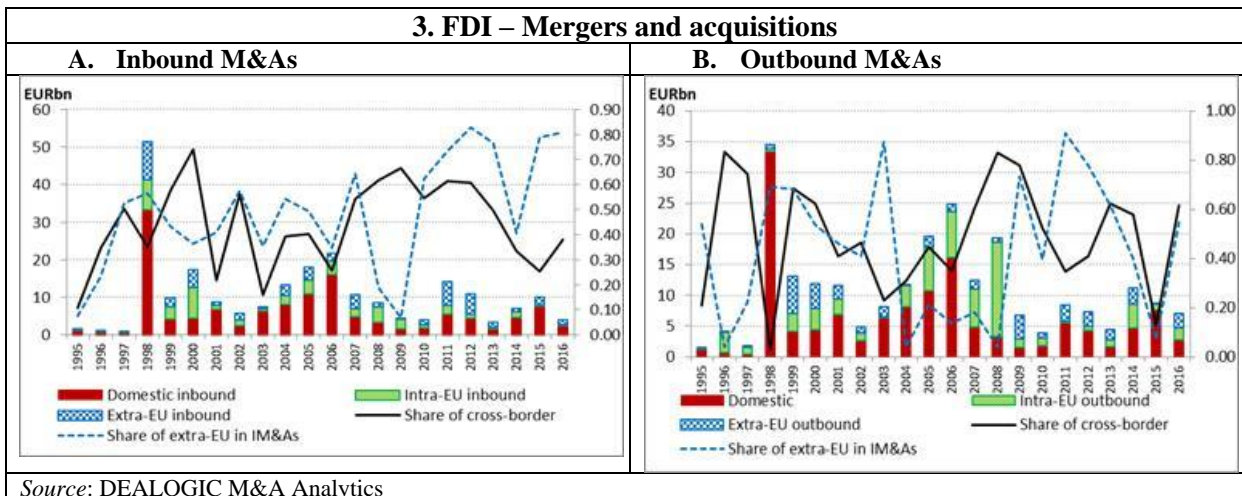 3. FDI – Mergers and acquisitions
A. Inbound M&As
B. Outbound M&As
EURbn
60
50
40
30
20
10
0
0.90
0.80
0.70
0.60
0.50
0.40
0.30
0.20
0.10
0.00
1995 1996 1997 1998 1999 2000 2001 2002 2003 2004 2005 2006 2007 2008 2009 2010 2011 2012 2013 2014 2015 2016
Domestic inbound Intra-EU inbound
Extra-EU inbound Share of cross-border
Share of extra-EU in IM&As
EURbn
40
35
30
25
20
15
10
5
0
1.00
0.80
0.60
0.40
0.20
0.00
1995 1996 1997 1998 1999 2000 2001 2002 2003 2004 2005 2006 2007 2008 2009 2010 2011 2012 2013 2014 2015 2016
Domestic Intra-EU outbound
Extra-EU outbound Share of cross-border
Share of extra-EU in IM&As
Source: DEALOGIC M&A Analytics